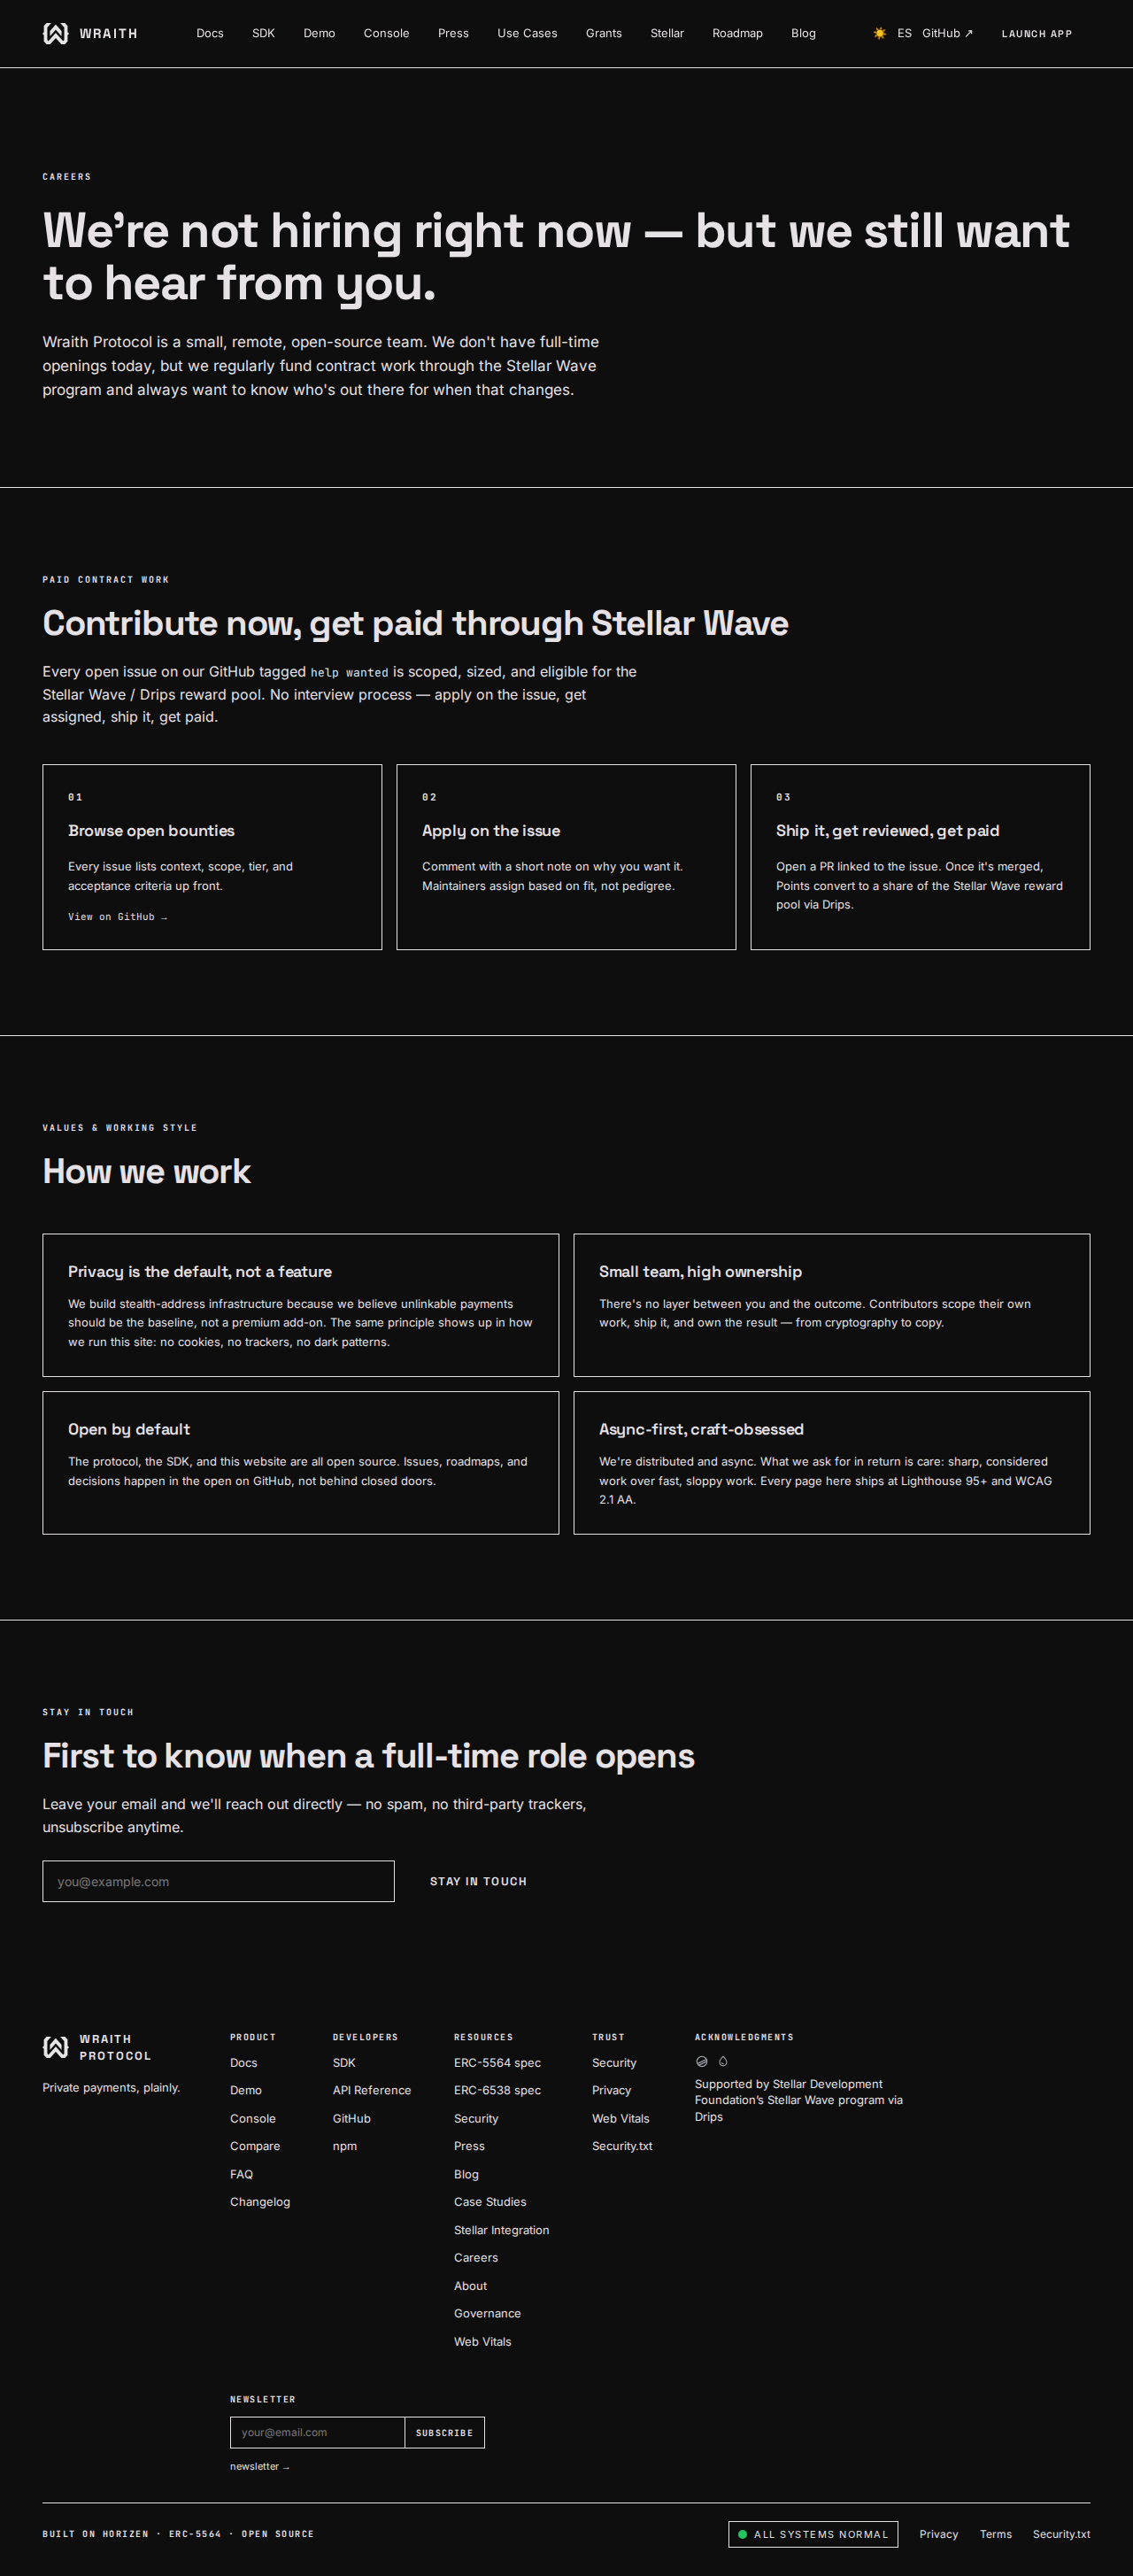 WRAITH
Docs SDK Demo Console Press Use Cases Grants Stellar Roadmap Blog ES GitHub ↗ LAUNCH APP
CAREERS
We’re not hiring right now — but we still want
to hear from you.
Wraith Protocol is a small, remote, open-source team. We don't have full-time
openings today, but we regularly fund contract work through the Stellar Wave
program and always want to know who's out there for when that changes.
PAID CONTRACT WORK
Contribute now, get paid through Stellar Wave
Every open issue on our GitHub tagged help wanted is scoped, sized, and eligible for the
Stellar Wave / Drips reward pool. No interview process — apply on the issue, get
assigned, ship it, get paid.
01
Browse open bounties
Every issue lists context, scope, tier, and
acceptance criteria up front.
View on GitHub →
02
Apply on the issue
Comment with a short note on why you want it.
Maintainers assign based on fit, not pedigree.
03
Ship it, get reviewed, get paid
Open a PR linked to the issue. Once it's merged,
Points convert to a share of the Stellar Wave reward
pool via Drips.
VALUES & WORKING STYLE
How we work
Privacy is the default, not a feature
We build stealth-address infrastructure because we believe unlinkable payments
should be the baseline, not a premium add-on. The same principle shows up in how
we run this site: no cookies, no trackers, no dark patterns.
Small team, high ownership
There's no layer between you and the outcome. Contributors scope their own
work, ship it, and own the result — from cryptography to copy.
Open by default
The protocol, the SDK, and this website are all open source. Issues, roadmaps, and
decisions happen in the open on GitHub, not behind closed doors.
Async-first, craft-obsessed
We're distributed and async. What we ask for in return is care: sharp, considered
work over fast, sloppy work. Every page here ships at Lighthouse 95+ and WCAG
2.1 AA.
STAY IN TOUCH
First to know when a full-time role opens
Leave your email and we'll reach out directly — no spam, no third-party trackers,
unsubscribe anytime.
you@example.com
STAY IN TOUCH
WRAITH
PROTOCOL
Private payments, plainly.
PRODUCT
Docs
Demo
Console
Compare
FAQ
Changelog
DEVELOPERS
SDK
API Reference
GitHub
npm
RESOURCES
ERC-5564 spec
ERC-6538 spec
Security
Press
Blog
Case Studies
Stellar Integration
Careers
About
Governance
Web Vitals
TRUST
Security
Privacy
Web Vitals
Security.txt
ACKNOWLEDGMENTS
Supported by Stellar Development
Foundation’s Stellar Wave program via
Drips
NEWSLETTER
your@email.com
SUBSCRIBE
newsletter →
BUILT ON HORIZEN · ERC-5564 · OPEN SOURCE
ALL SYSTEMS NORMAL
Privacy Terms Security.txt